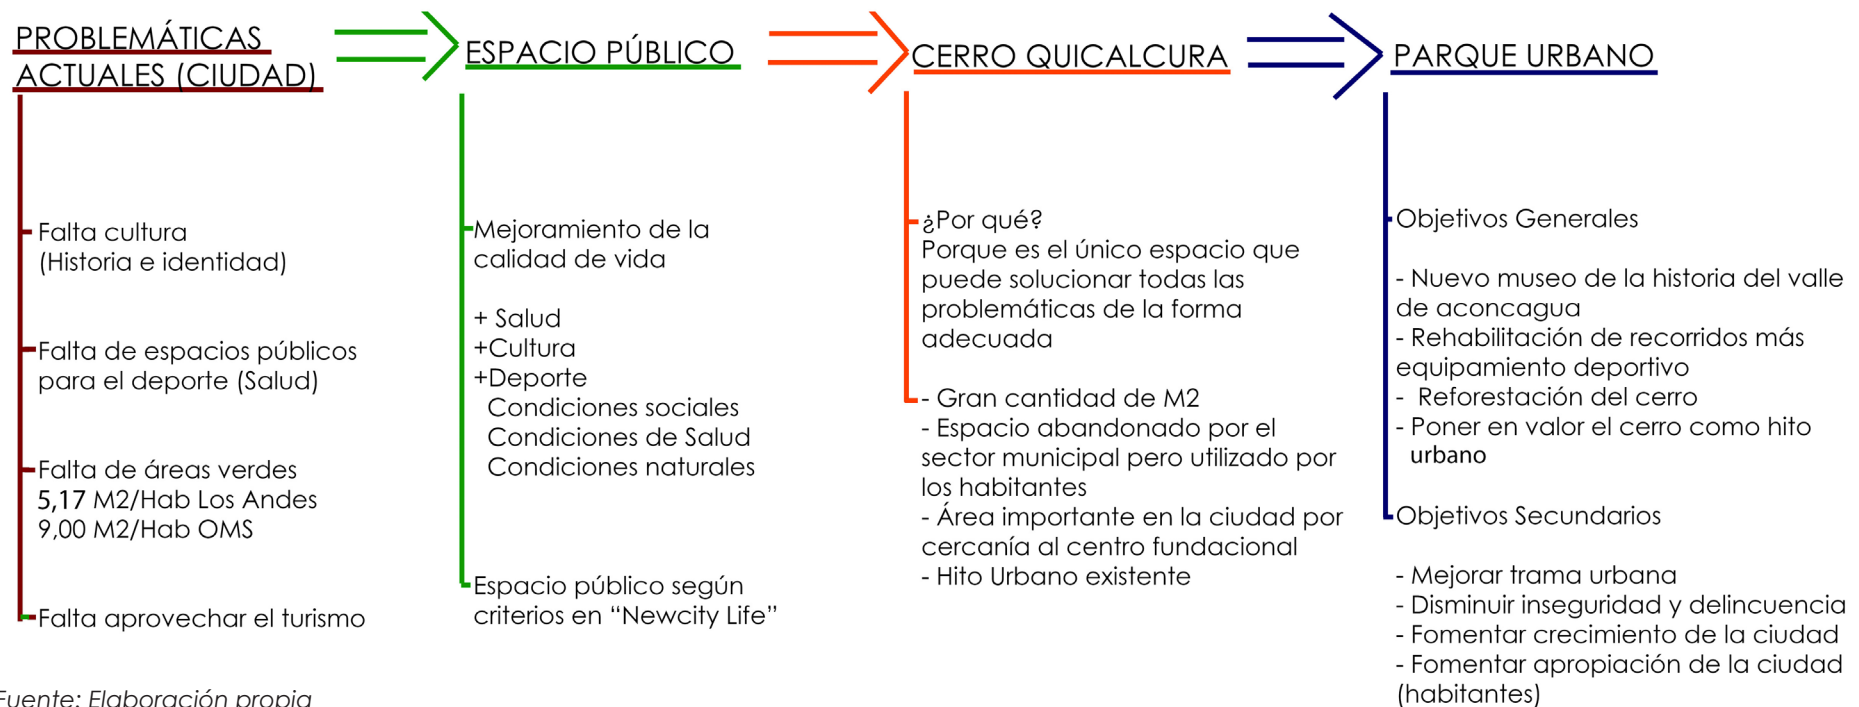 PROBLEMÁTICAS
ACTUALES (CIUDAD)
Falta cultura
(Historia e identidad)
Falta de espacios públicos
para el deporte (Salud)
Falta de áreas verdes
5,17 M2/Hab Los Andes
9,00 M2/Hab OMS
Falta aprovechar el turismo
ESPACIO PÚBLICO
Mejoramiento de la
calidad de vida
+ Salud
+Cultura
+Deporte
Condiciones sociales
Condiciones de Salud
Condiciones naturales
Espacio público según
criterios en “Newcity Life”
CERRO QUICALCURA
¿Por qué?
Porque es el único espacio que
puede solucionar todas las
problemáticas de la forma
adecuada
- Gran cantidad de M2
- Espacio abandonado por el
sector municipal pero utilizado por
los habitantes
- Área importante en la ciudad por
cercanía al centro fundacional
- Hito Urbano existente
PARQUE URBANO
Objetivos Generales
- Nuevo museo de la historia del valle
de aconcagua
- Rehabilitación de recorridos más
equipamiento deportivo
- Reforestación del cerro
- Poner en valor el cerro como hito
urbano
Objetivos Secundarios
- Mejorar trama urbana
- Disminuir inseguridad y delincuencia
- Fomentar crecimiento de la ciudad
- Fomentar apropiación de la ciudad
(habitantes)
Fuente: Elaboración propia